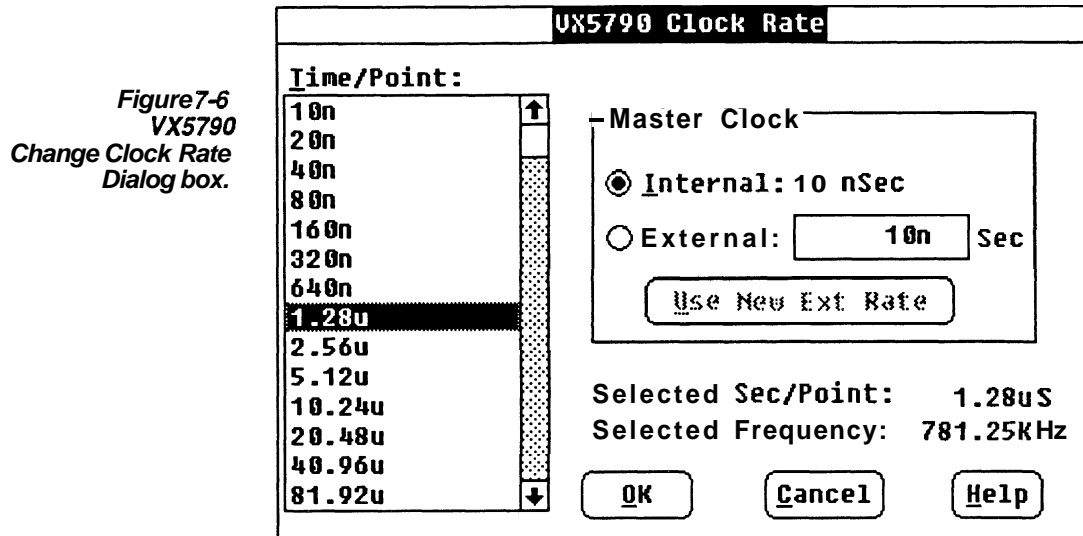 VX5790 Clock Rate
Figure 7-6
VX5790
Change Clock Rate
Dialog box.
Time/Point:
10n
20n
40n
80n
160n
320n
640n
1.28u
2.56u
5.12u
10.24u
20.48u
40.96u
81.92u
Master Clock
Internal: 10 nSec
External: 10n Sec
Use New Ext Rate
Selected Sec/Point: 1.28uS
Selected Frequency: 781.25KHz
OK Cancel Help